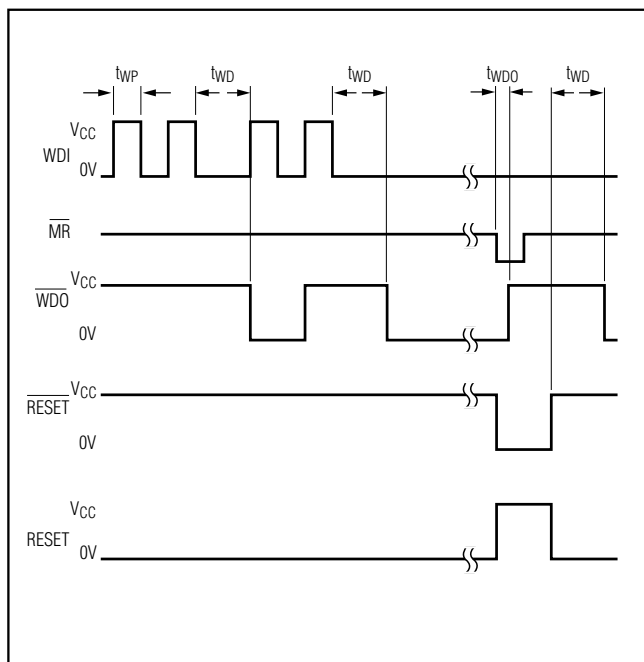 tWP tWD tWD tWDO tWD
VCC
WDI
0V
MR
VCC
WDO
0V
VCC
RESET
0V
VCC
RESET
0V